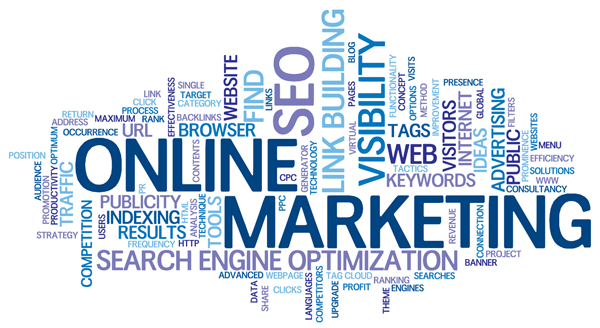 ONLINE
MARKETING
SEARCH ENGINE OPTIMIZATION
SEO
LINK BUILDING
VISIBILITY
FIND
WEBSITE
BROWSER
URL
TRAFFIC
PUBLICITY
INDEXING
RESULTS
TOOLS
COMPETITION
WEB
TAGS
KEYWORDS
VISITORS
INTERNET
IDEAS
ADVERTISING
PUBLIC
LINK
CLICK
PROCESS
RETURN
ADDRESS
MAXIMUM
RANK
OCCURRENCE
EFFECTIVENESS
SINGLE
TARGET
CATEGORY
BACKLINKS
LINKS
CONTENTS
CPC
GENERATOR
TECHNOLOGY
VIRTUAL
PAGES
BLOG
FUNCTIONALITY
CONCEPT
OPTIONS
VISITS
METHOD
IMPROVEMENT
PRESENCE
GLOBAL
FILTERS
PROMINENCE
WEBSITES
MENU
EFFICIENCY
SOLUTIONS
WWW
CONSULTANCY
TACTICS
POSITION
AUDIENCE
PROMOTION
PRODUCTIVITY
OPTIMUM
STRATEGY
USERS
PR
FREQUENCY
HTTP
HTML
ANALYSIS
TECHNIQUE
PPC
REVENUE
CONNECTION
PROJECT
BANNER
ADVANCED
WEBPAGE
TAG CLOUD
RANKING
SEARCHES
DATA
SHARE
CLICKS
LANGUAGES
COMPETITORS
UPGRADE
PROFIT
THEME
ENGINES